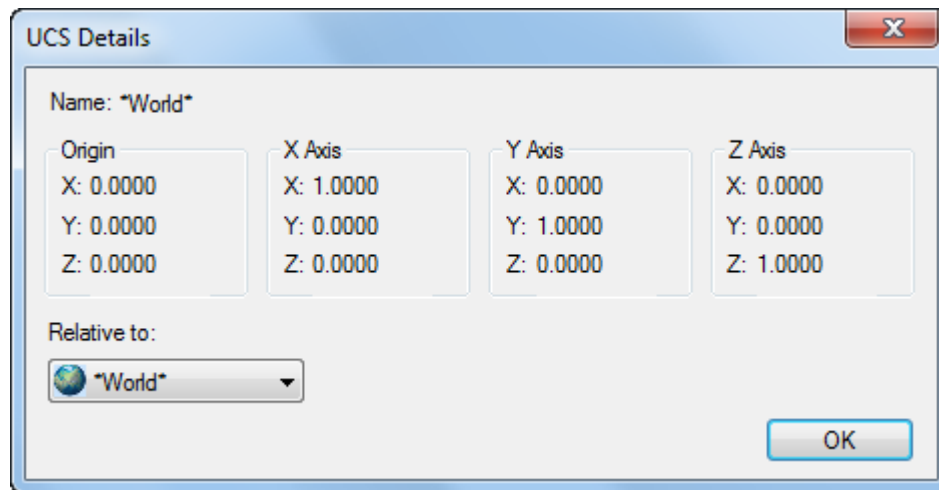 UCS Details
Name: *World*
Origin X Axis Y Axis Z Axis
X: 0.0000 X: 1.0000 X: 0.0000 X: 0.0000
Y: 0.0000 Y: 0.0000 Y: 1.0000 Y: 0.0000
Z: 0.0000 Z: 0.0000 Z: 0.0000 Z: 1.0000
Relative to:
*World*
OK